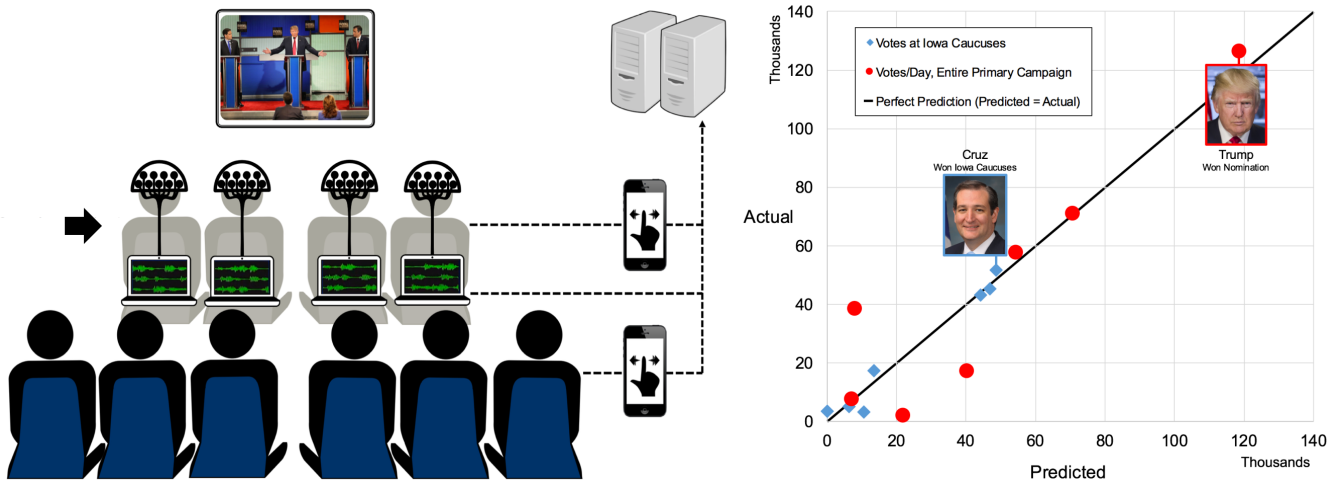 140
120
100
80
60
40
20
0
Thousands
Actual
Votes at Iowa Caucuses
Votes/Day, Entire Primary Campaign
Perfect Prediction (Predicted = Actual)
Cruz
Won Iowa Caucuses
Trump
Won Nomination
0 20 40 60 80 100 120 140
Thousands
Predicted